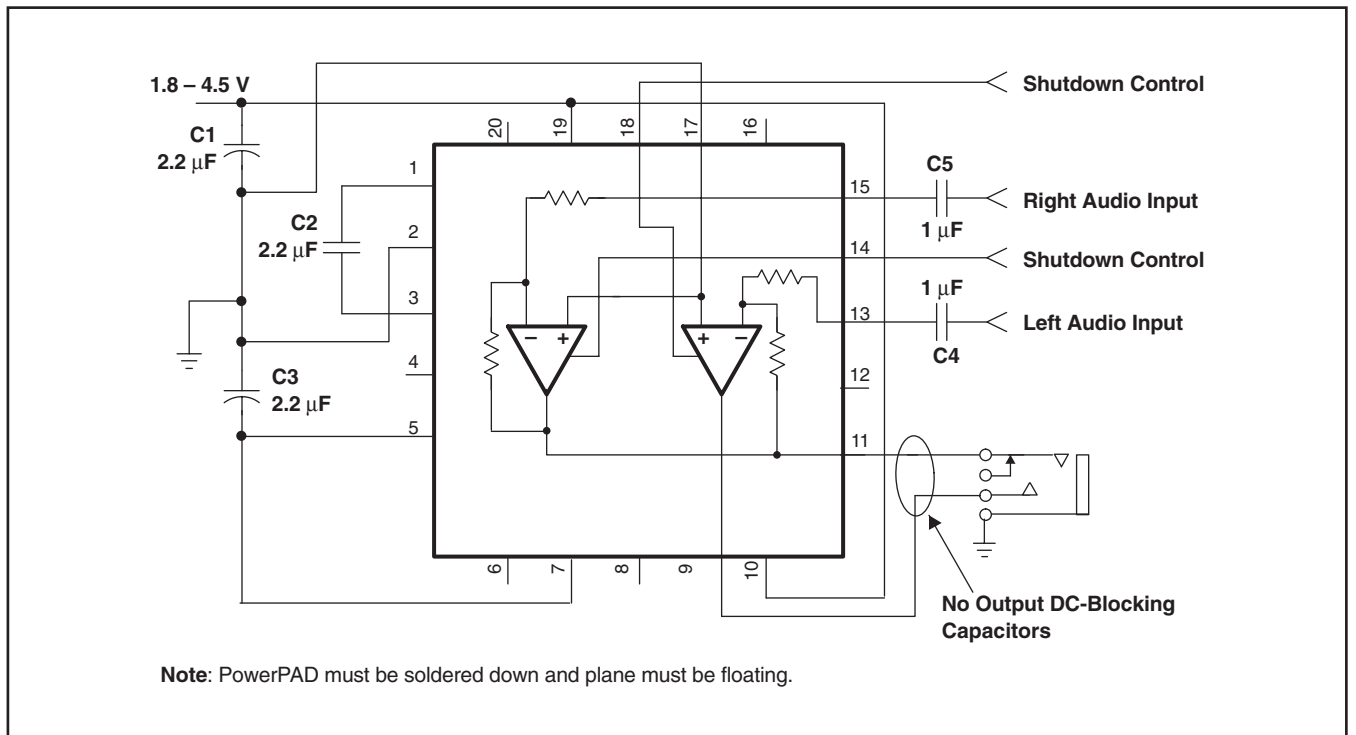 1.8 – 4.5 V
Shutdown Control
C1
2.2 μF
20
19
18
17
16
1
C5
15
Right Audio Input
1 μF
C2
2.2 μF
2
14
Shutdown Control
1 μF
3
13
Left Audio Input
C4
– +
+ –
4
12
C3
2.2 μF
5
11
6
7
8
9
10
No Output DC-Blocking
Capacitors
Note: PowerPAD must be soldered down and plane must be floating.